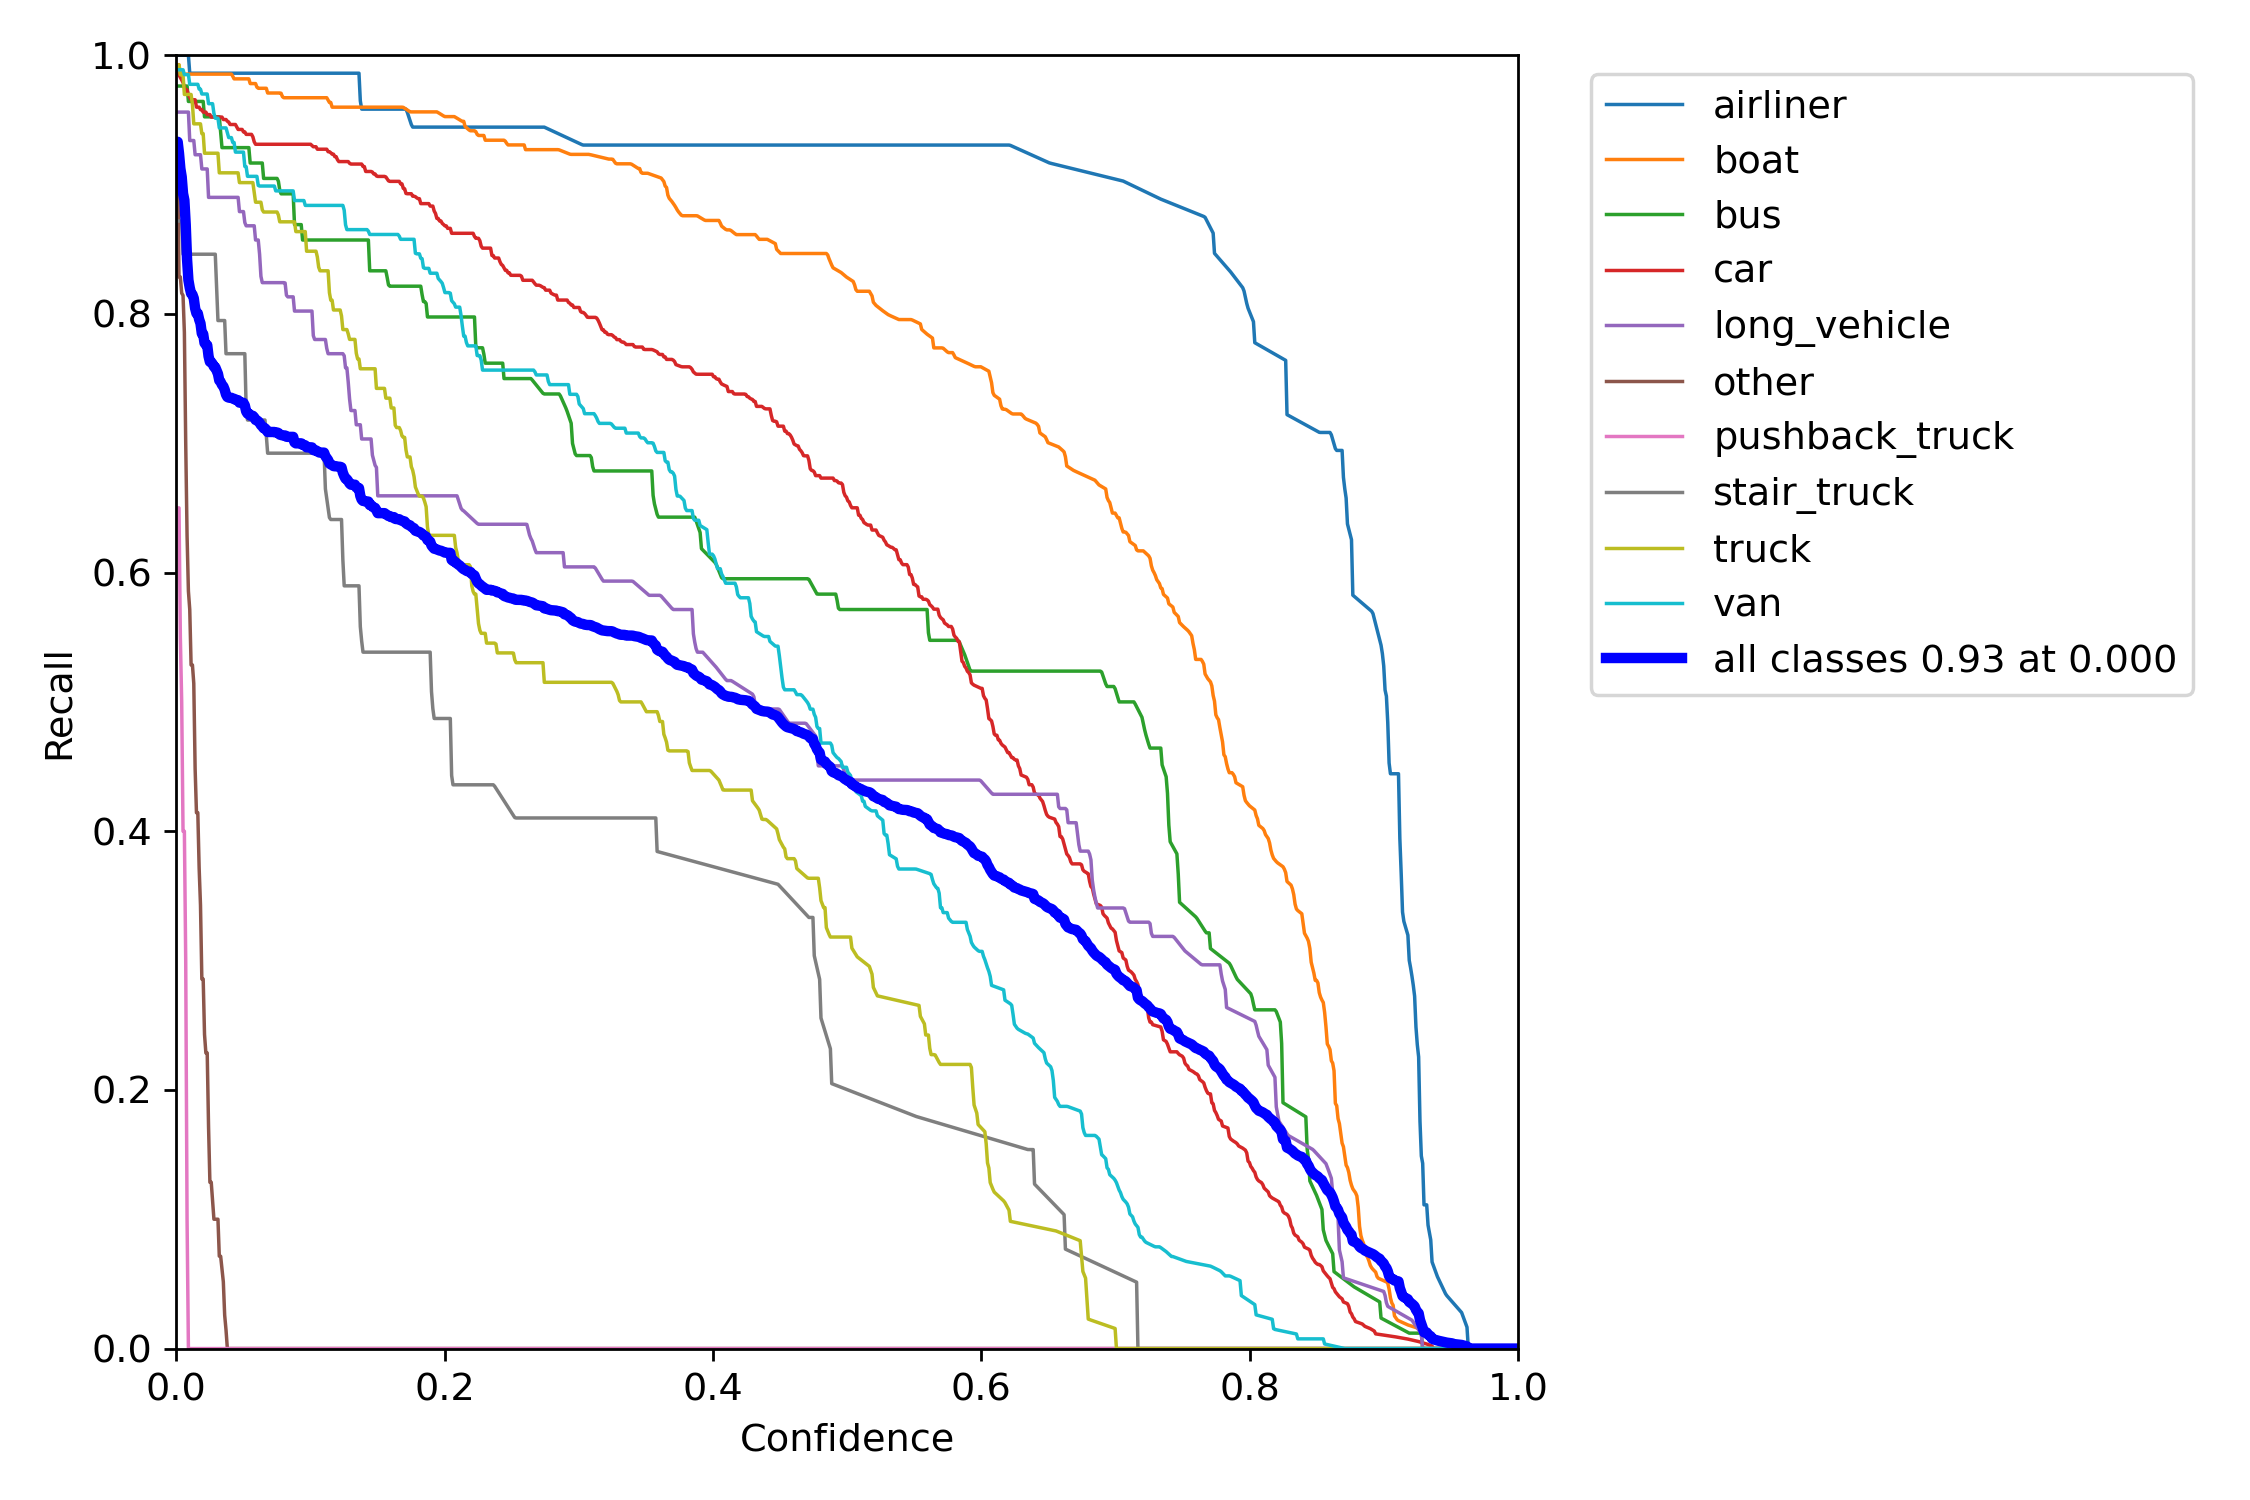 1.0
0.8
0.6
0.4
0.2
0.0
Recall
0.0 0.2 0.4 0.6 0.8 1.0
Confidence
airliner
boat
bus
car
long_vehicle
other
pushback_truck
stair_truck
truck
van
all classes 0.93 at 0.000